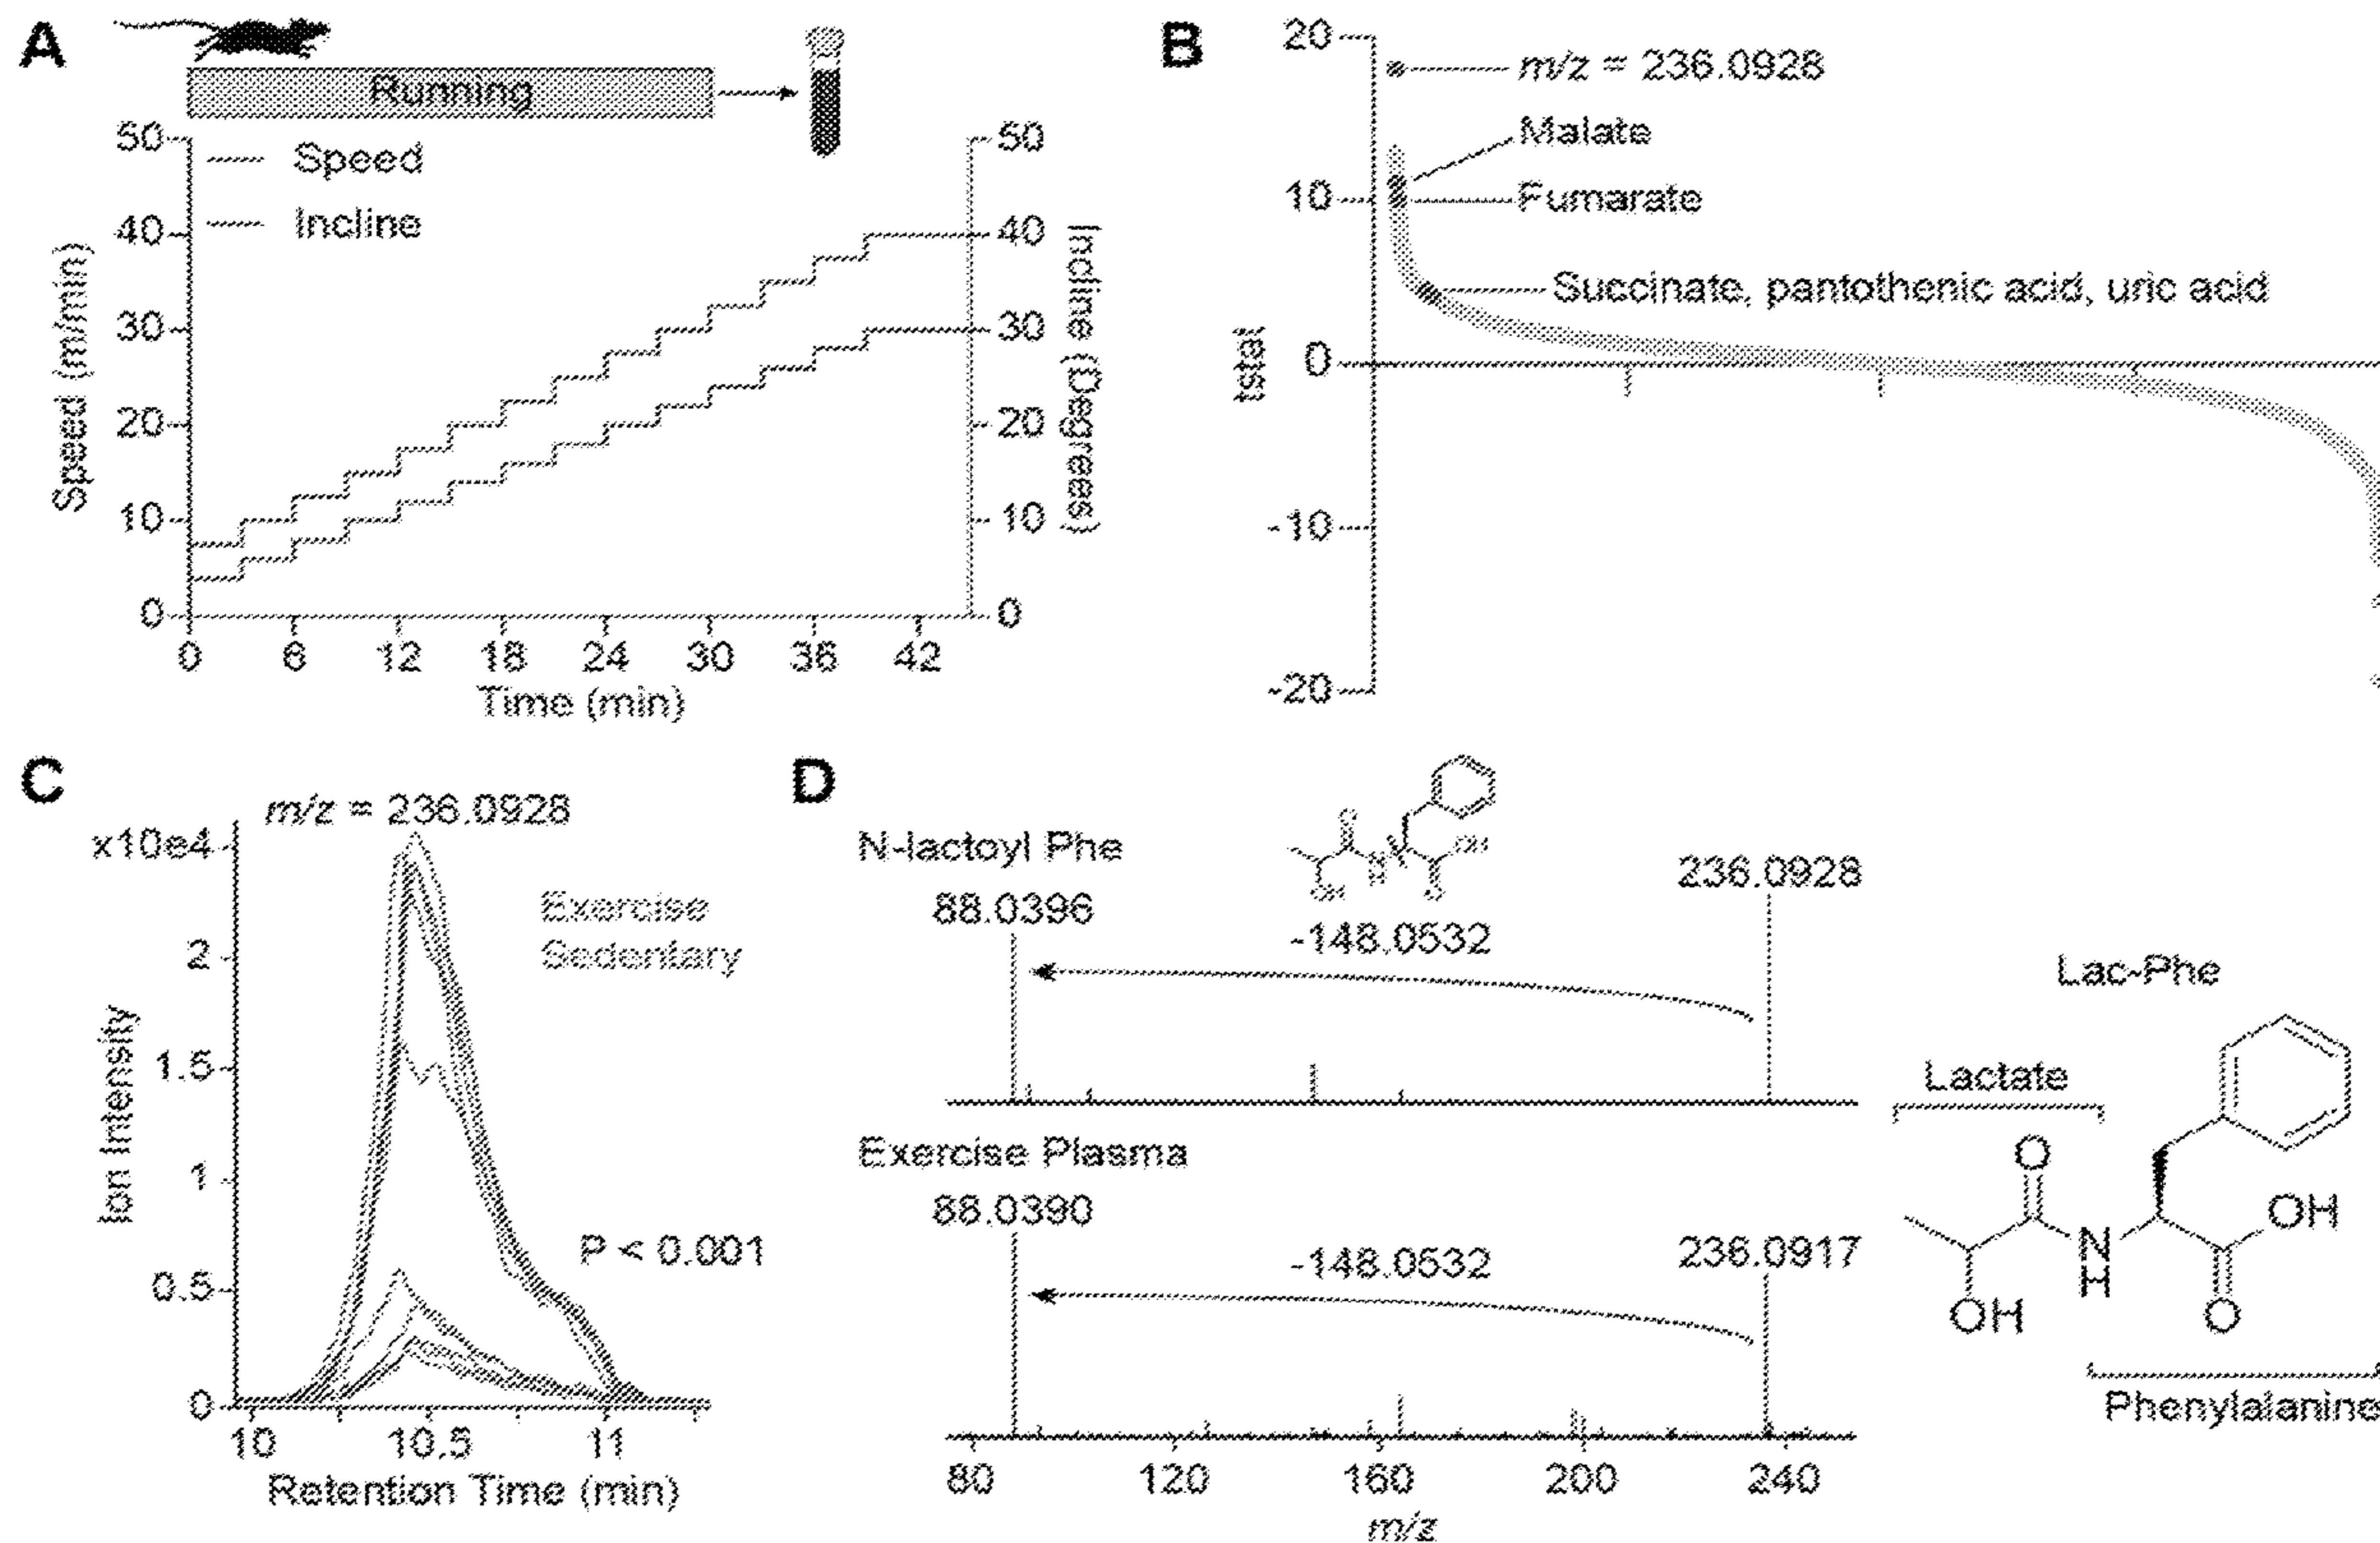 A
Running
50
50
Speed
Incline
40
40
30
30
20
20
10
10
0
0
Speed (m/min)
Incline (Degrees)
0 6 12 18 24 30 36 42
Time (min)
B
20
m/z = 236.0928
Malate
10
Fumarate
Succinate, pantothenic acid, uric acid
tstat
0
-10
-20
C
m/z = 236.0928
x10e4
Exercise
Sedentary
2
1.5
1
0.5
0
Ion Intensity
P < 0.001
10 10.5 11
Retention Time (min)
D
N-lactoyl Phe
O
OH
N
H
OH
O
88.0396
-148.0532
236.0928
Exercise Plasma
88.0390
-148.0532
236.0917
80 120 160 200 240
m/z
Lac-Phe
Lactate
O
OH
N
H
OH
O
Phenylalanine